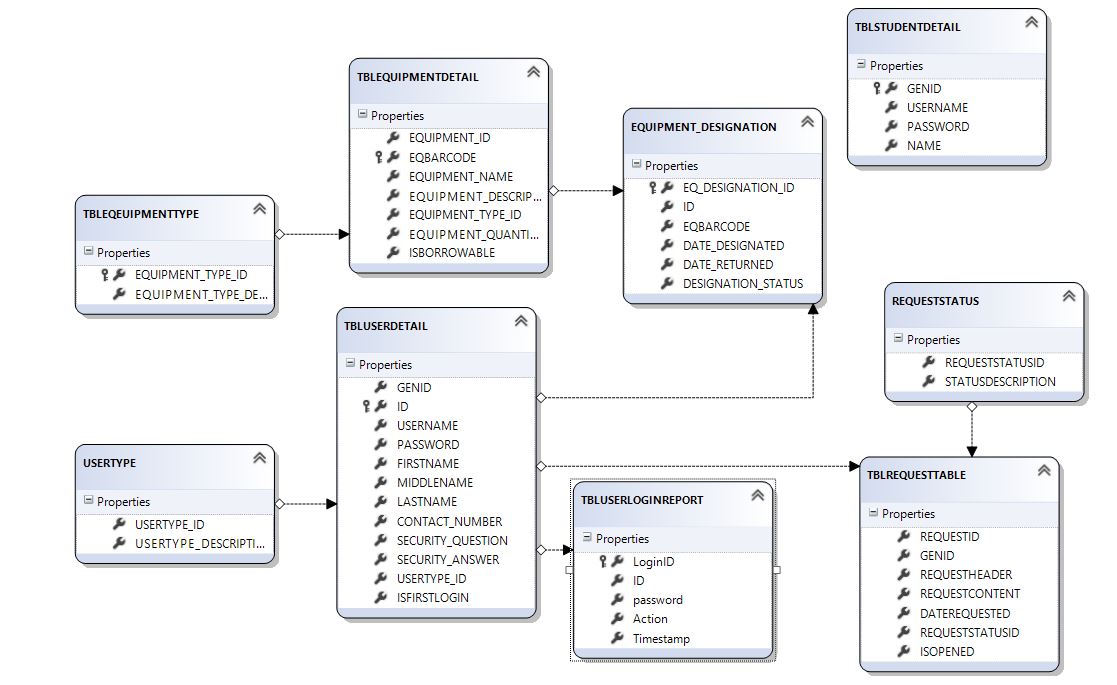 TBLSTUDENTDETAIL
Properties
GENID
USERNAME
PASSWORD
NAME
TBLEQUIPMENTDETAIL
Properties
EQUIPMENT_ID
EQBARCODE
EQUIPMENT_NAME
EQUIPMENT_DESCRIP...
EQUIPMENT_TYPE_ID
EQUIPMENT_QUANTI...
ISBORROWABLE
EQUIPMENT_DESIGNATION
Properties
EQ_DESIGNATION_ID
ID
EQBARCODE
DATE_DESIGNATED
DATE_RETURNED
DESIGNATION_STATUS
TBLEQEUIPMENTTYPE
Properties
EQUIPMENT_TYPE_ID
EQUIPMENT_TYPE_DE...
REQUESTSTATUS
Properties
REQUESTSTATUSID
STATUSDESCRIPTION
TBLUSERDETAIL
Properties
GENID
ID
USERNAME
PASSWORD
FIRSTNAME
MIDDLENAME
LASTNAME
CONTACT_NUMBER
SECURITY_QUESTION
SECURITY_ANSWER
USERTYPE_ID
ISFIRSTLOGIN
USERTYPE
Properties
USERTYPE_ID
USERTYPE_DESCRIPTI...
TBLUSERLOGINREPORT
Properties
LoginID
ID
password
Action
Timestamp
TBLREQUESTTABLE
Properties
REQUESTID
GENID
REQUESTHEADER
REQUESTCONTENT
DATEREQUESTED
REQUESTSTATUSID
ISOPENED